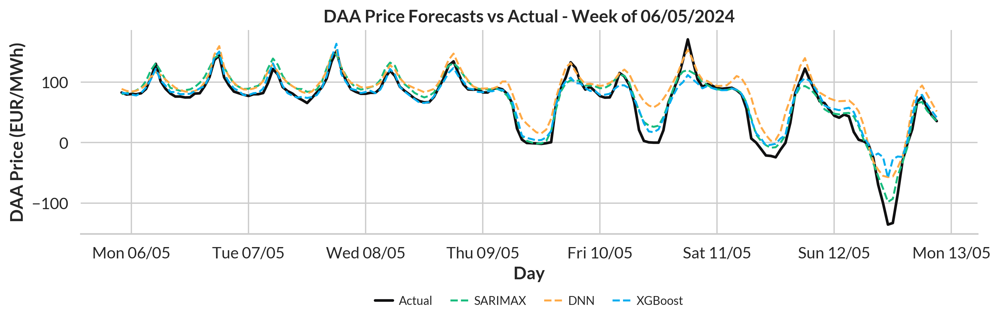 DAA Price Forecasts vs Actual - Week of 06/05/2024
DAA Price (EUR/MWh)
100
0
−100
Mon 06/05 Tue 07/05 Wed 08/05 Thu 09/05 Fri 10/05 Sat 11/05 Sun 12/05 Mon 13/05
Day
Actual SARIMAX DNN XGBoost